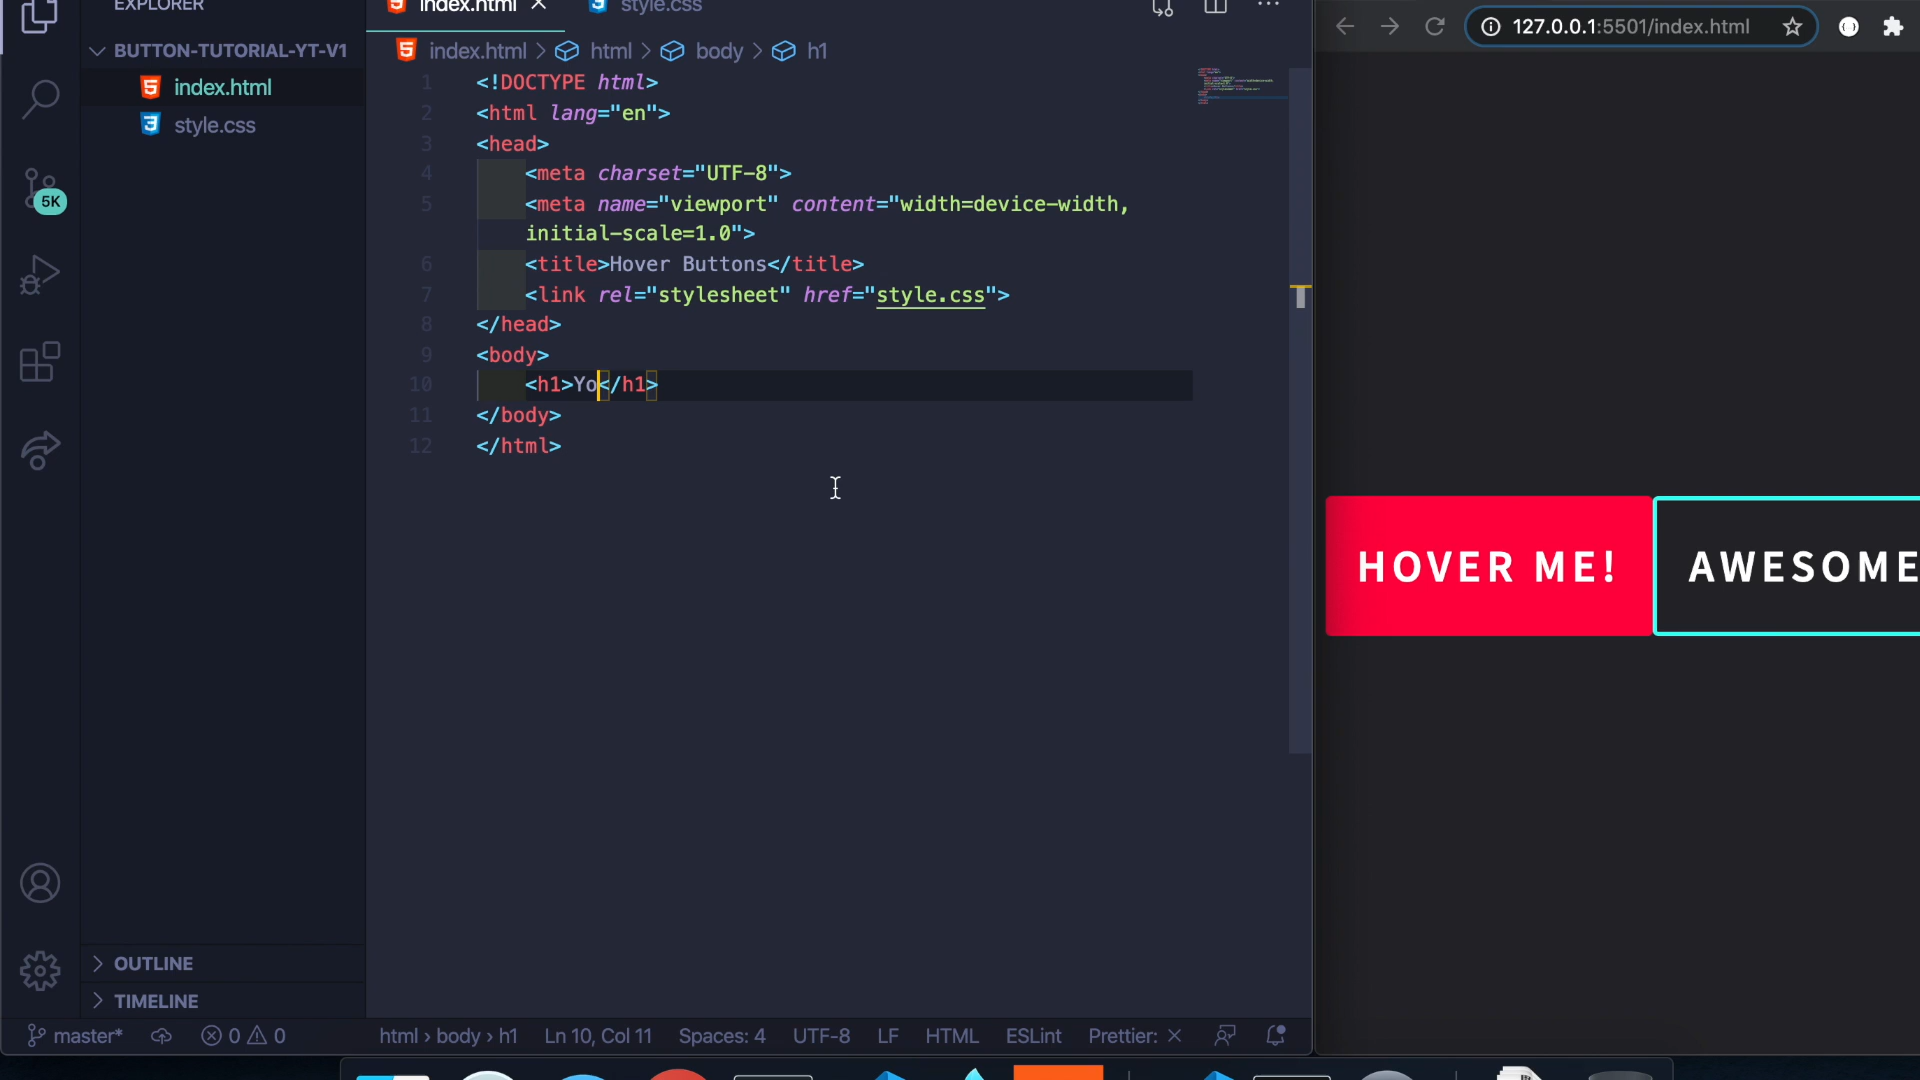 EXPLORER
BUTTON-TUTORIAL-YT-V1
index.html
style.css
5K
OUTLINE
TIMELINE
index.html
style.css
index.html > html > body > h1
1 <!DOCTYPE html>
2 <html lang="en">
3 <head>
4 <meta charset="UTF-8">
5 <meta name="viewport" content="width=device-width,
initial-scale=1.0">
6 <title>Hover Buttons</title>
7 <link rel="stylesheet" href="style.css">
8 </head>
9 <body>
10 <h1>Yo</h1>
11 </body>
12 </html>
127.0.0.1:5501/index.html
HOVER ME!
AWESOME
master* 0 0 html › body › h1 Ln 10, Col 11 Spaces: 4 UTF-8 LF HTML ESLint Prettier: ×